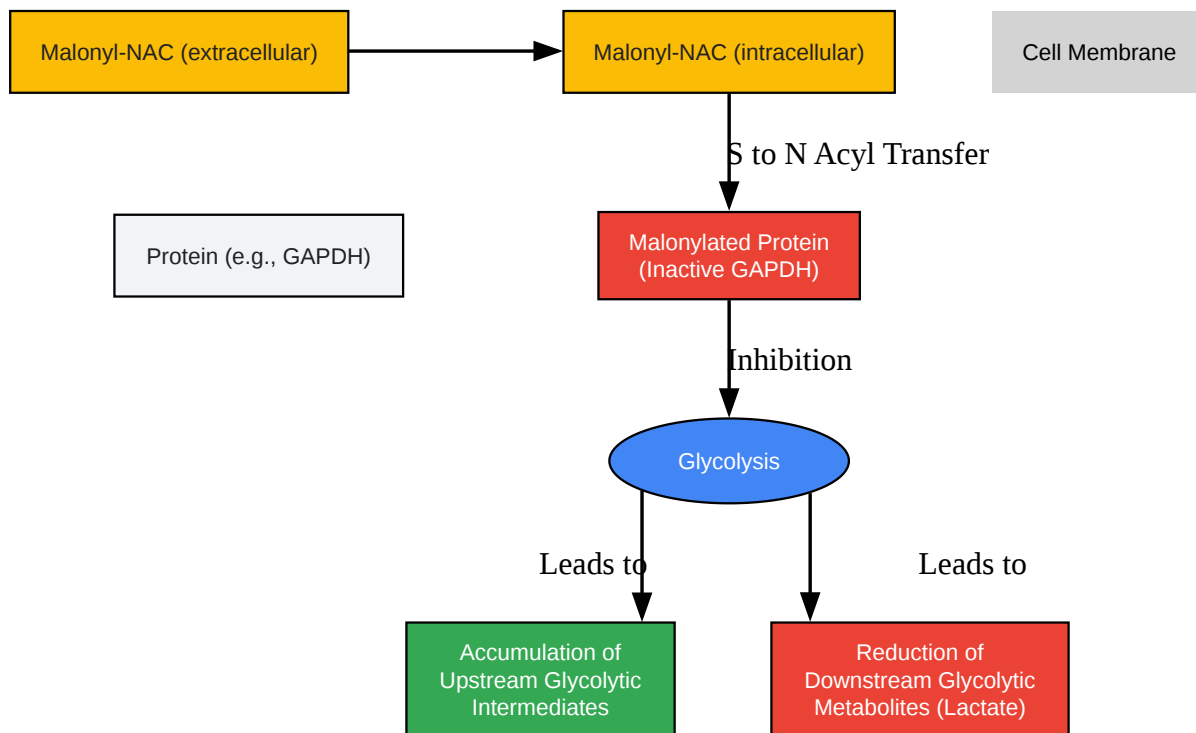 Malonyl-NAC (extracellular)
Malonyl-NAC (intracellular)
Cell Membrane
S to N Acyl Transfer
Protein (e.g., GAPDH)
Malonylated Protein
(Inactive GAPDH)
Inhibition
Glycolysis
Leads to
Leads to
Accumulation of
Upstream Glycolytic
Intermediates
Reduction of
Downstream Glycolytic
Metabolites (Lactate)